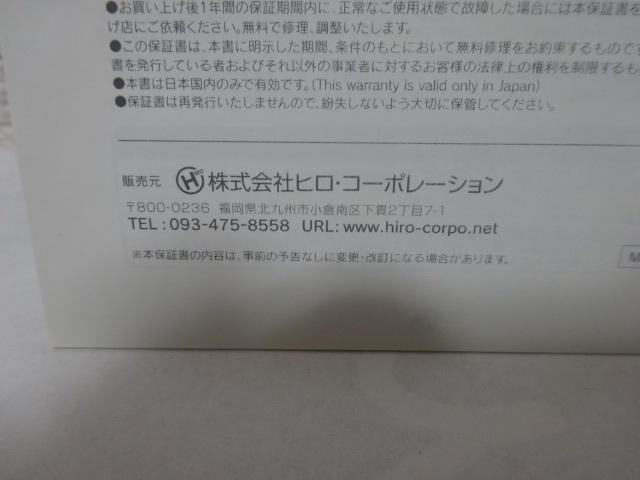 ●お買い上げ後1年間の保証期間内に、正常なご使用状態で故障した場合には本保証書を
げ店にご依頼ください。無料で修理、調整いたします。
●この保証書は、本書に明示した期間、条件のもとにおいて無料修理をお約束するものです
書を発行している者およびそれ以外の事業者に対するお客様の法律上の権利を制限するも
●本書は日本国内のみで有効です。(This warranty is valid only in Japan)
●保証書は再発行いたしませんので、紛失しないよう大切に保管してください。
販売元 株式会社ヒロ・コーポレーション
〒800-0236 福岡県北九州市小倉南区下貫2丁目7-1
TEL:093-475-8558 URL:www.hiro-corpo.net
※本保証書の内容は、事前の予告なしに変更・改訂になる場合があります。